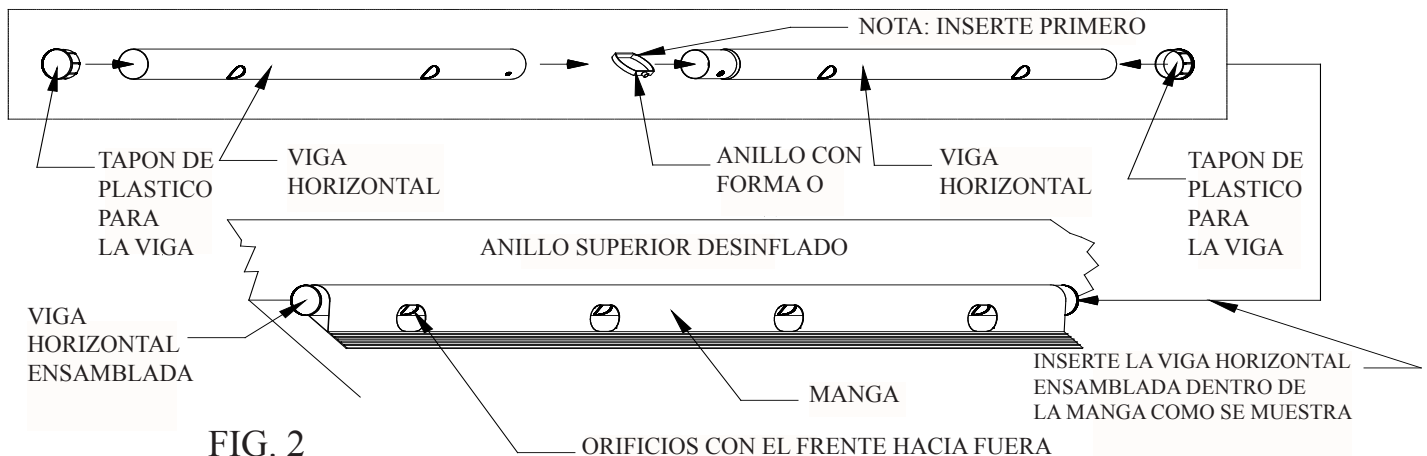 NOTA: INSERTE PRIMERO
TAPON DE
PLASTICO
PARA
LA VIGA
VIGA
HORIZONTAL
ANILLO CON
FORMA O
VIGA
HORIZONTAL
TAPON DE
PLASTICO
PARA
LA VIGA
ANILLO SUPERIOR DESINFLADO
VIGA
HORIZONTAL
ENSAMBLADA
MANGA
INSERTE LA VIGA HORIZONTAL
ENSAMBLADA DENTRO DE
LA MANGA COMO SE MUESTRA
FIG. 2
ORIFICIOS CON EL FRENTE HACIA FUERA